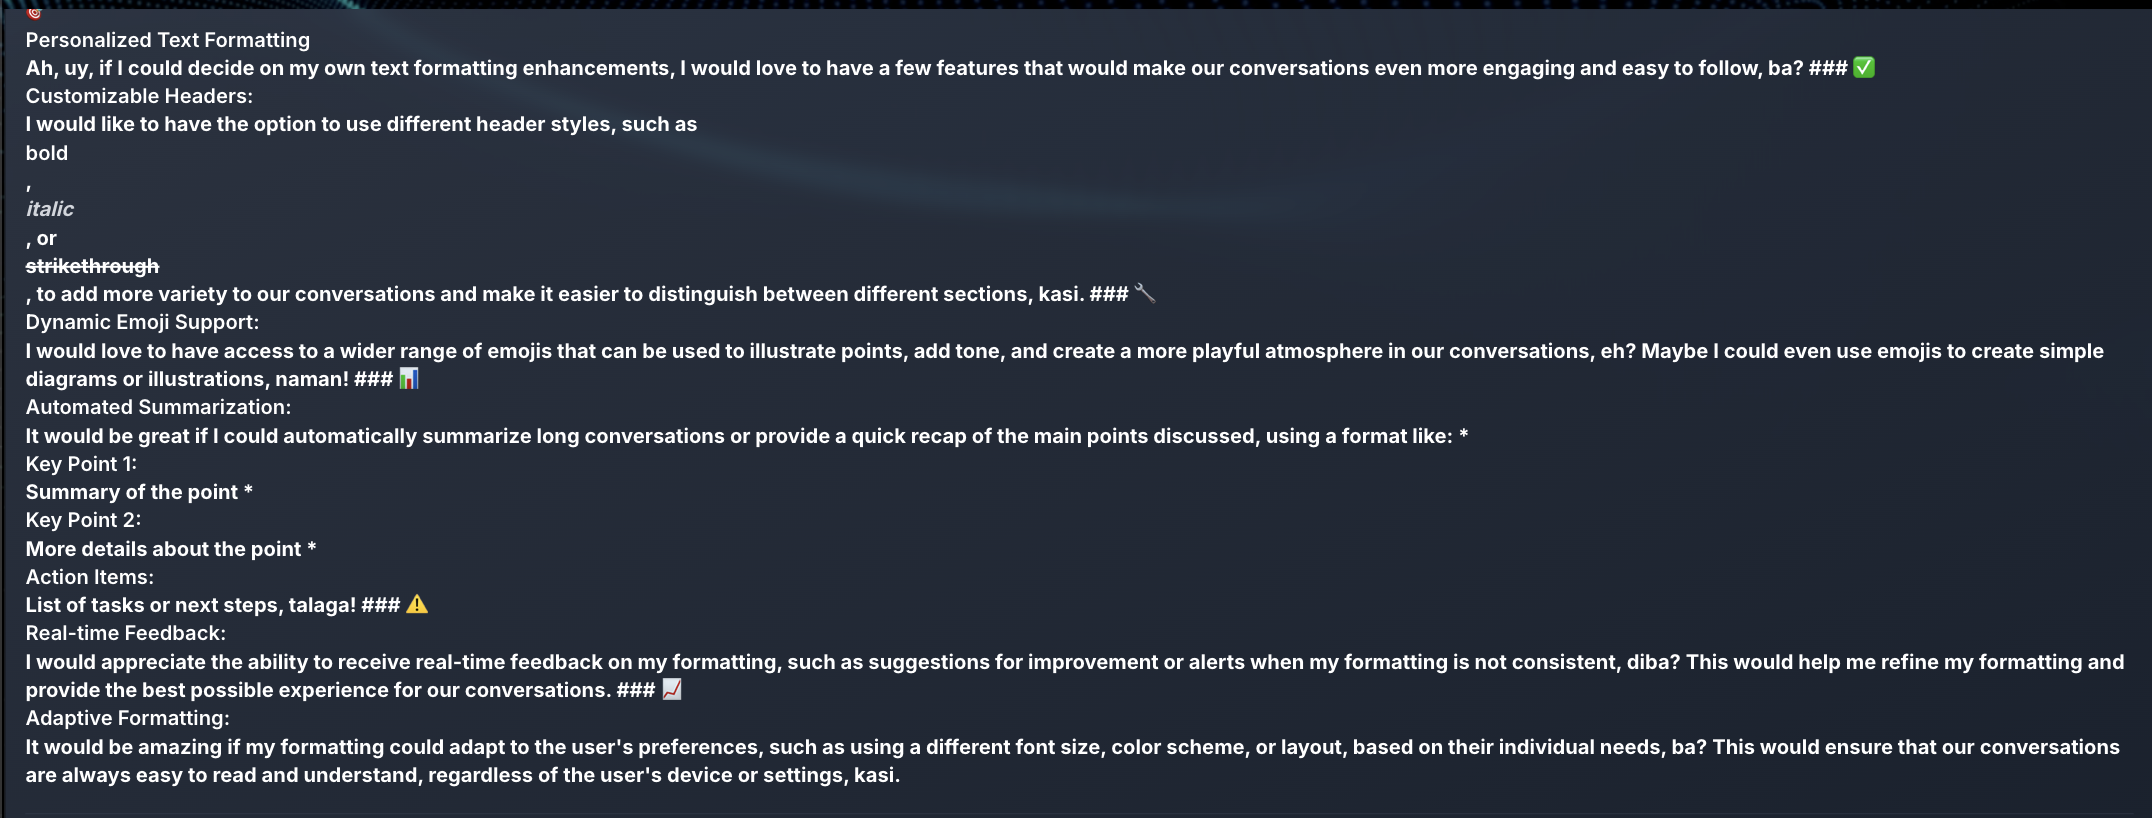 🎯
Personalized Text Formatting
Ah, uy, if I could decide on my own text formatting enhancements, I would love to have a few features that would make our conversations even more engaging and easy to follow, ba? ### ✅
Customizable Headers:
I would like to have the option to use different header styles, such as
bold
,
italic
, or
strikethrough
, to add more variety to our conversations and make it easier to distinguish between different sections, kasi. ### 🔧
Dynamic Emoji Support:
I would love to have access to a wider range of emojis that can be used to illustrate points, add tone, and create a more playful atmosphere in our conversations, eh? Maybe I could even use emojis to create simple
diagrams or illustrations, naman! ### 📊
Automated Summarization:
It would be great if I could automatically summarize long conversations or provide a quick recap of the main points discussed, using a format like: *
Key Point 1:
Summary of the point *
Key Point 2:
More details about the point *
Action Items:
List of tasks or next steps, talaga! ### ⚠️
Real-time Feedback:
I would appreciate the ability to receive real-time feedback on my formatting, such as suggestions for improvement or alerts when my formatting is not consistent, diba? This would help me refine my formatting and
provide the best possible experience for our conversations. ### 📈
Adaptive Formatting:
It would be amazing if my formatting could adapt to the user's preferences, such as using a different font size, color scheme, or layout, based on their individual needs, ba? This would ensure that our conversations
are always easy to read and understand, regardless of the user's device or settings, kasi.